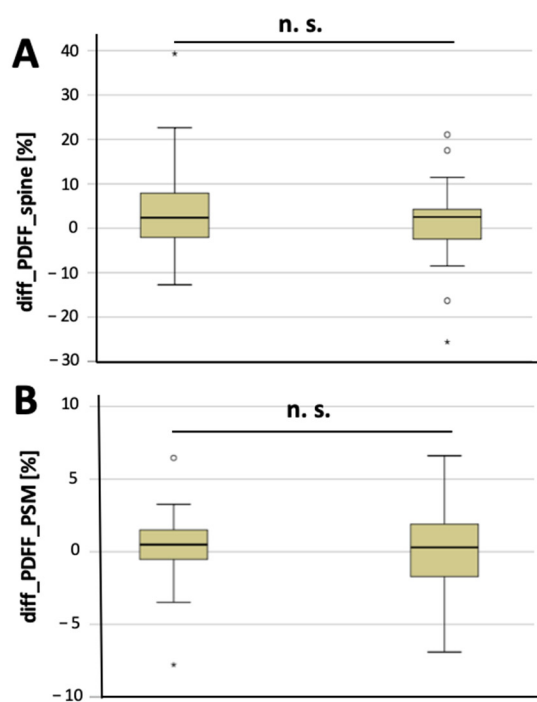 A
n. s.
diff_PDFF_spine [%]
40
30
20
10
0
– 10
– 20
– 30
B
n. s.
diff_PDFF_PSM [%]
10
5
0
– 5
– 10